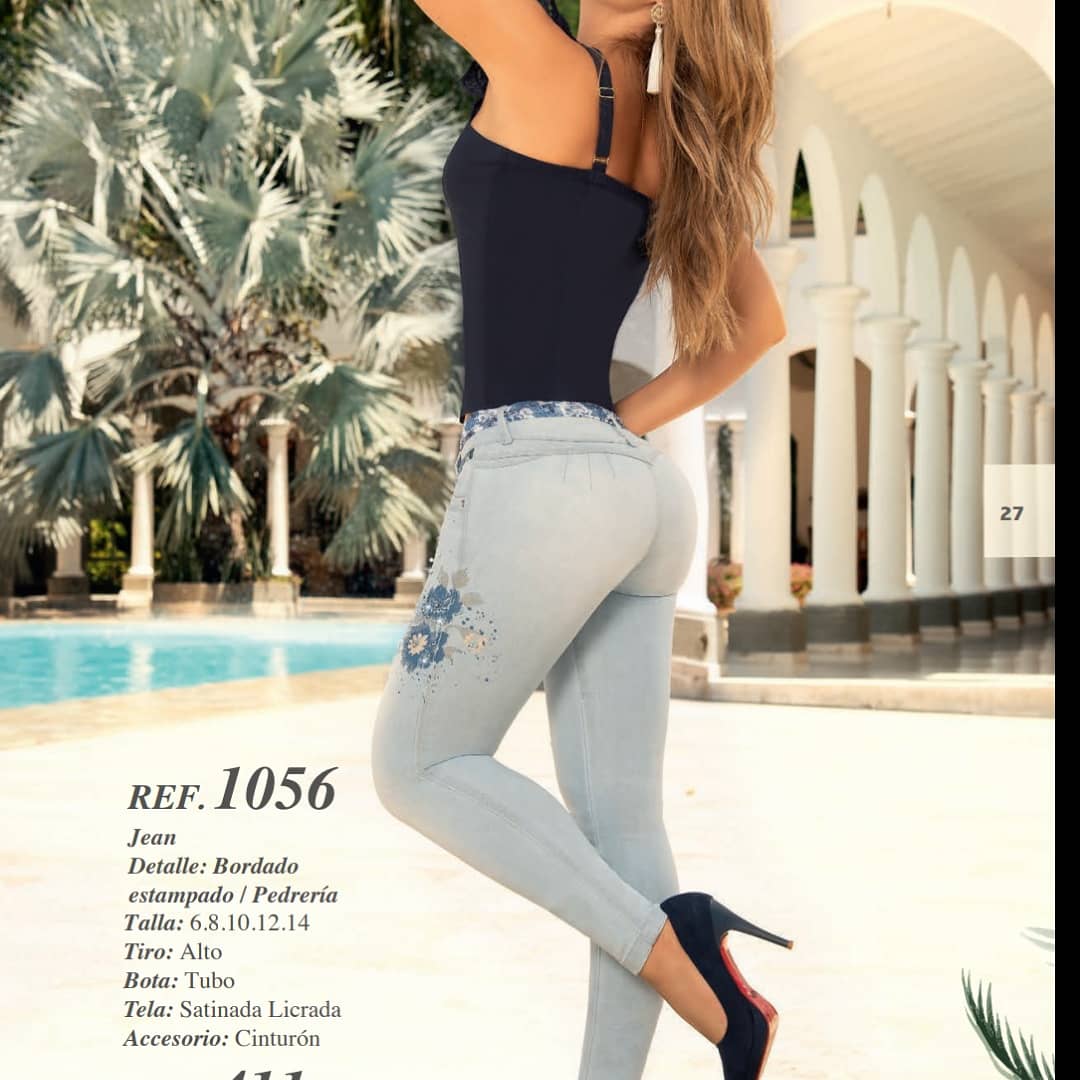 27
REF. 1056
Jean
Detalle: Bordado
estampado / Pedrería
Talla: 6.8.10.12.14
Tiro: Alto
Bota: Tubo
Tela: Satinada Licrada
Accesorio: Cinturón